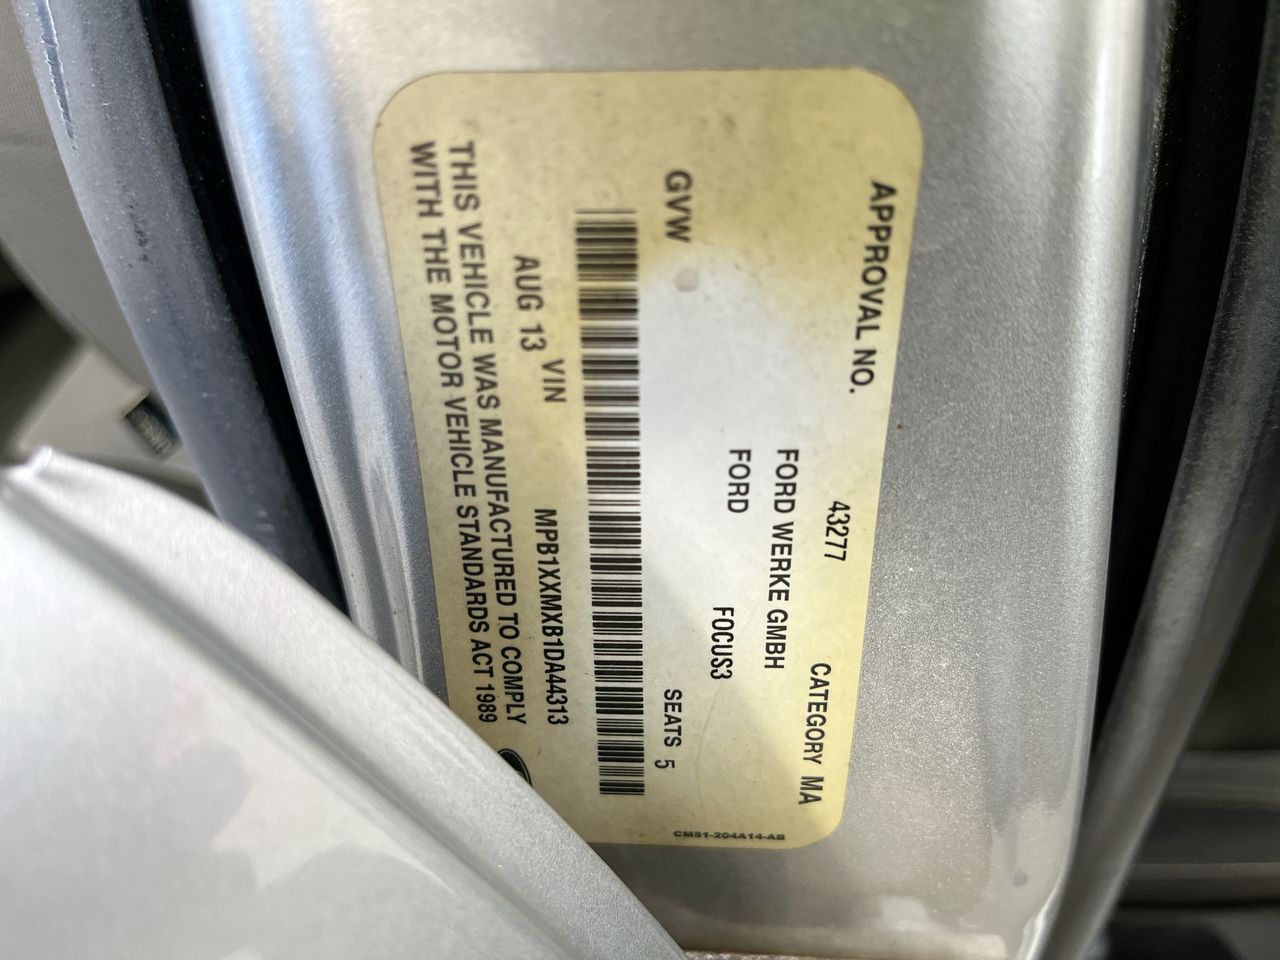 APPROVAL NO. 43277 CATEGORY MA
FORD WERKE GMBH
FORD FOCUS3
GVW SEATS 5
VIN MPB1XXMXB1DA44313
AUG 13
THIS VEHICLE WAS MANUFACTURED TO COMPLY
WITH THE MOTOR VEHICLE STANDARDS ACT 1989
CM51-204A14-AB